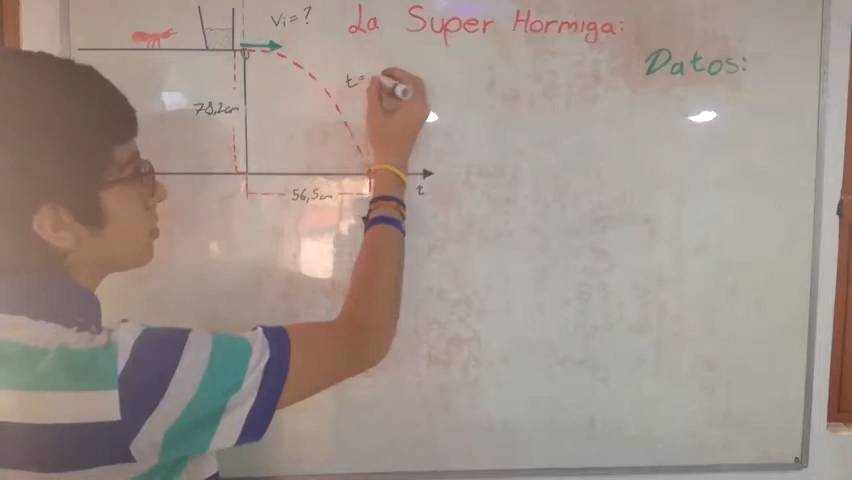 La Super Hormiga:
Vi = ?
Datos:
t =
78,2cm
56,5cm
t